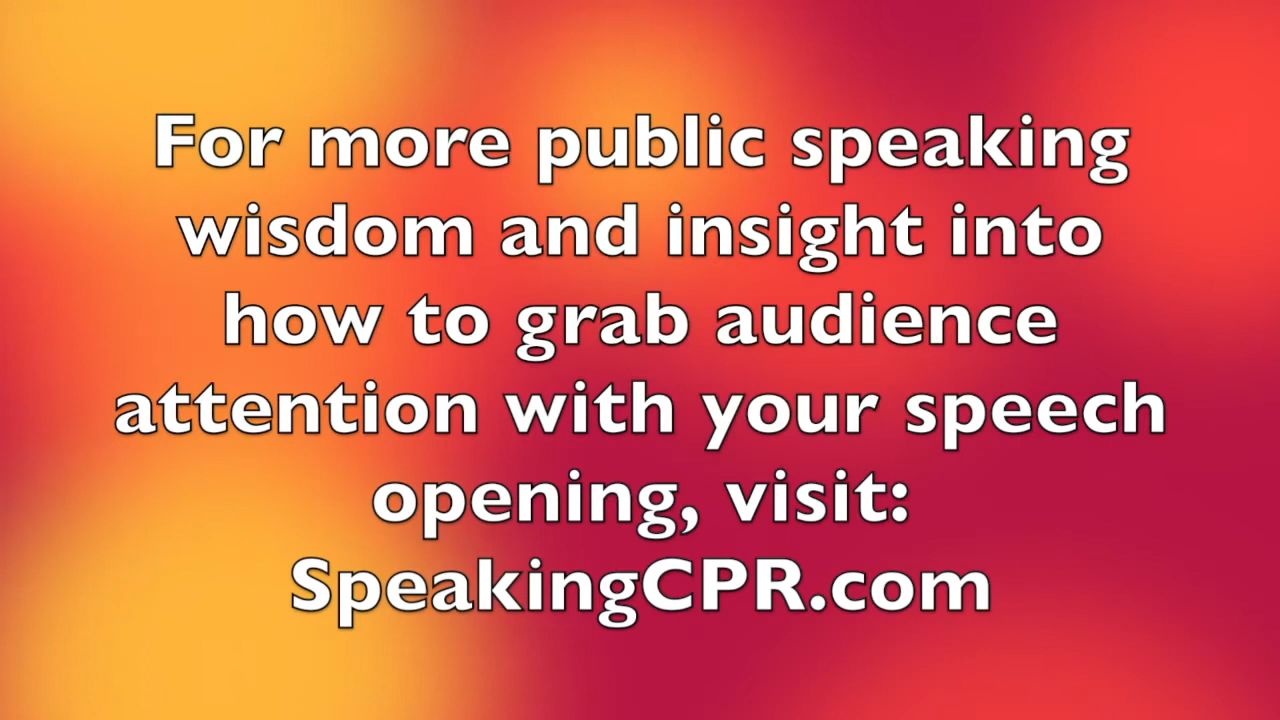 For more public speaking
wisdom and insight into
how to grab audience
attention with your speech
opening, visit:
SpeakingCPR.com